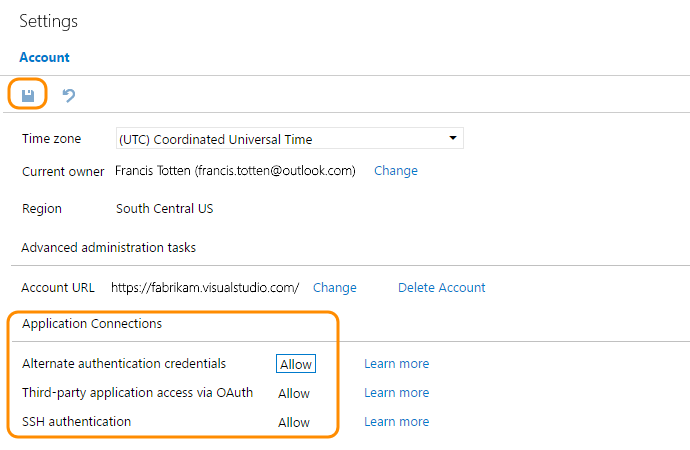 Settings
Account
Time zone (UTC) Coordinated Universal Time
Current owner Francis Totten (francis.totten@outlook.com) Change
Region South Central US
Advanced administration tasks
Account URL https://fabrikam.visualstudio.com/ Change Delete Account
Application Connections
Alternate authentication credentials Allow Learn more
Third-party application access via OAuth Allow Learn more
SSH authentication Allow Learn more